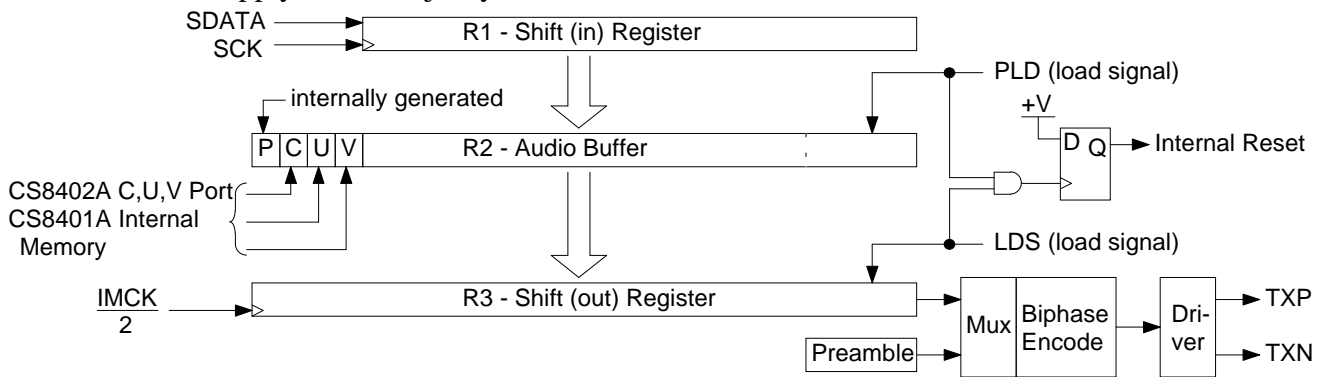 SDATA
SCK
R1 - Shift (in) Register
internally generated
PLD (load signal)
+V
D Q
Internal Reset
P C U V
R2 - Audio Buffer
CS8402A C,U,V Port
CS8401A Internal
Memory
LDS (load signal)
IMCK
2
R3 - Shift (out) Register
Preamble
Mux
Biphase
Encode
Dri-
ver
TXP
TXN